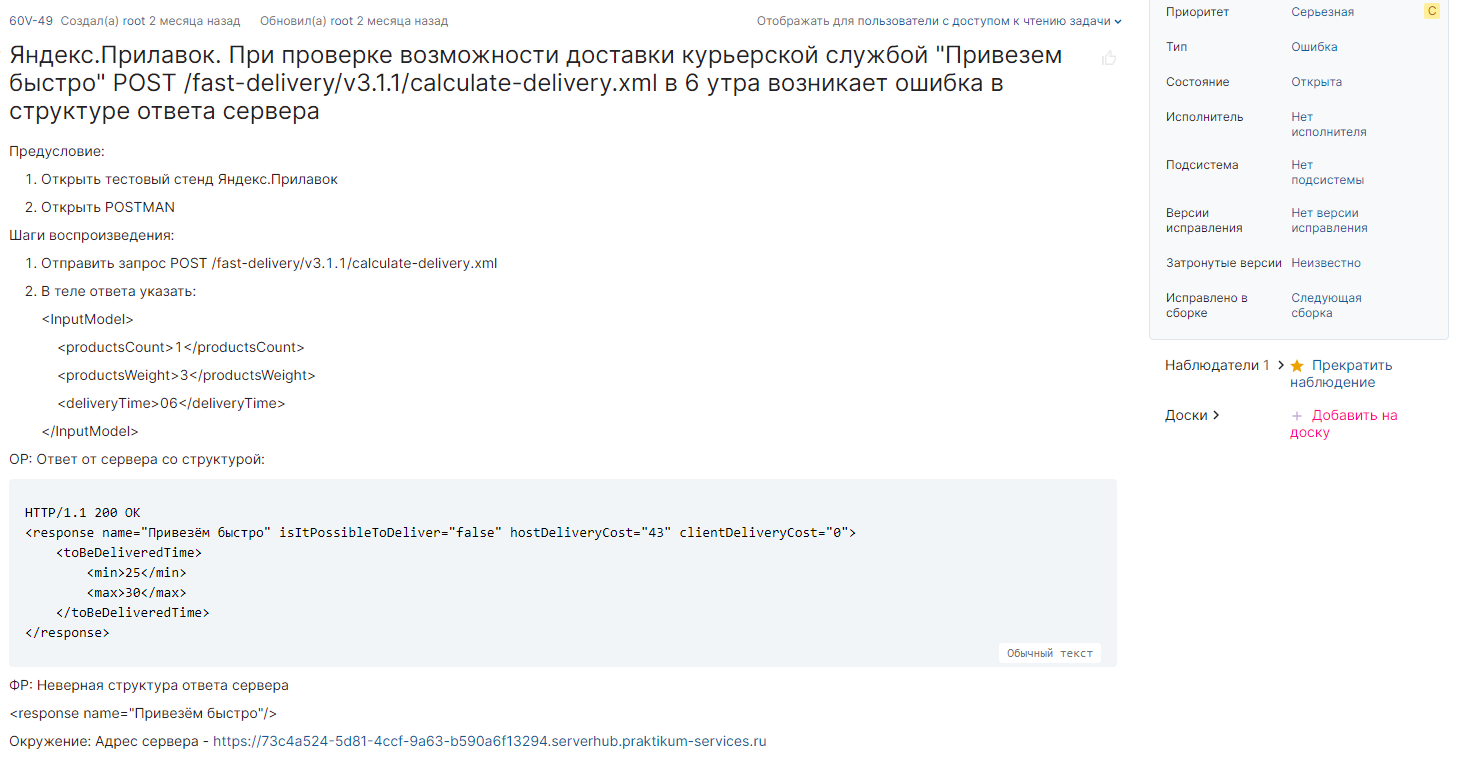 60V-49 Создал(а) root 2 месяца назад Обновил(а) root 2 месяца назад Отображать для пользователи с доступом к чтению задачи
Яндекс.Прилавок. При проверке возможности доставки курьерской службой "Привезем
быстро" POST /fast-delivery/v3.1.1/calculate-delivery.xml в 6 утра возникает ошибка в
структуре ответа сервера
Предусловие:
1. Открыть тестовый стенд Яндекс.Прилавок
2. Открыть POSTMAN
Шаги воспроизведения:
1. Отправить запрос POST /fast-delivery/v3.1.1/calculate-delivery.xml
2. В теле ответа указать:
<InputModel>
<productsCount>1</productsCount>
<productsWeight>3</productsWeight>
<deliveryTime>06</deliveryTime>
</InputModel>
ОР: Ответ от сервера со структурой:
HTTP/1.1 200 OK
<response name="Привезём быстро" isItPossibleToDeliver="false" hostDeliveryCost="43" clientDeliveryCost="0">
<toBeDeliveredTime>
<min>25</min>
<max>30</max>
</toBeDeliveredTime>
</response>
Обычный текст
ФР: Неверная структура ответа сервера
<response name="Привезём быстро"/>
Окружение: Адрес сервера - https://73c4a524-5d81-4ccf-9a63-b590a6f13294.serverhub.praktikum-services.ru
Приоритет Серьезная С
Тип Ошибка
Состояние Открыта
Исполнитель Нет
исполнителя
Подсистема Нет
подсистемы
Версии Нет версии
исправления исправления
Затронутые версии Неизвестно
Исправлено в Следующая
сборке сборка
Наблюдатели 1 Прекратить
наблюдение
Доски Добавить на
доску